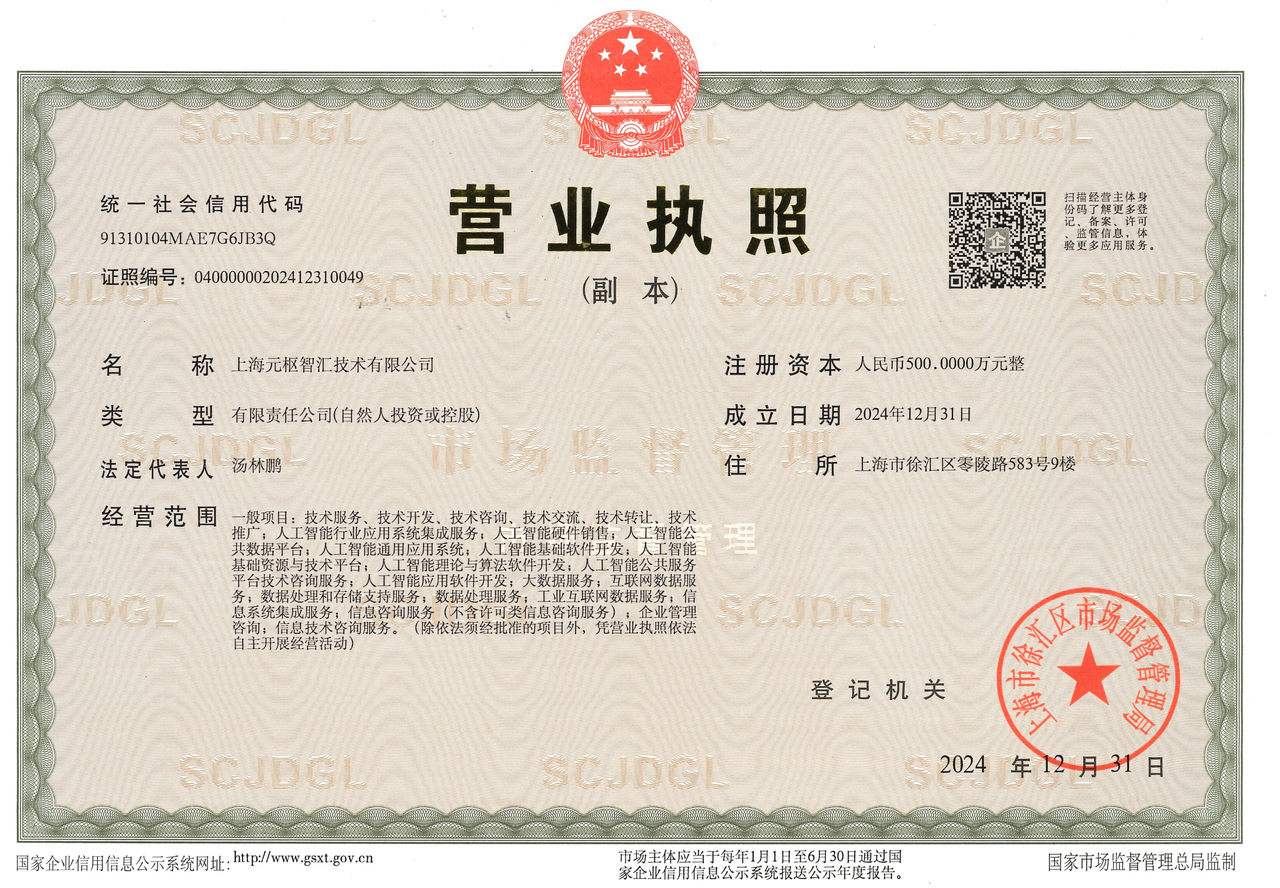 统一社会信用代码
91310104MAE7G6JB3Q
证照编号：04000000202412310049
营业执照
（副 本）
扫描经营主体身
份码了解更多登
记、备案、许可
、监管信息，体
验更多应用服务。
企
名 称 上海元枢智汇技术有限公司
类 型 有限责任公司(自然人投资或控股)
法定代表人 汤林鹏
经营范围 一般项目：技术服务、技术开发、技术咨询、技术交流、技术转让、技术
推广；人工智能行业应用系统集成服务；人工智能硬件销售；人工智能公
共数据平台；人工智能通用应用系统；人工智能基础软件开发；人工智能
基础资源与技术平台；人工智能理论与算法软件开发；人工智能公共服务
平台技术咨询服务；人工智能应用软件开发；大数据服务；互联网数据服
务；数据处理和存储支持服务；数据处理服务；工业互联网数据服务；信
息系统集成服务；信息咨询服务（不含许可类信息咨询服务）；企业管理
咨询；信息技术咨询服务。（除依法须经批准的项目外，凭营业执照依法
自主开展经营活动）
注册资本 人民币500.0000万元整
成立日期 2024年12月31日
住 所 上海市徐汇区零陵路583号9楼
登记机关
上海市徐汇区市场监督管理局
2024 年 12 月 31 日
SCJDGL
市场监督管理
国家企业信用信息公示系统网址：http://www.gsxt.gov.cn
市场主体应当于每年1月1日至6月30日通过国
家企业信用信息公示系统报送公示年度报告。
国家市场监督管理总局监制